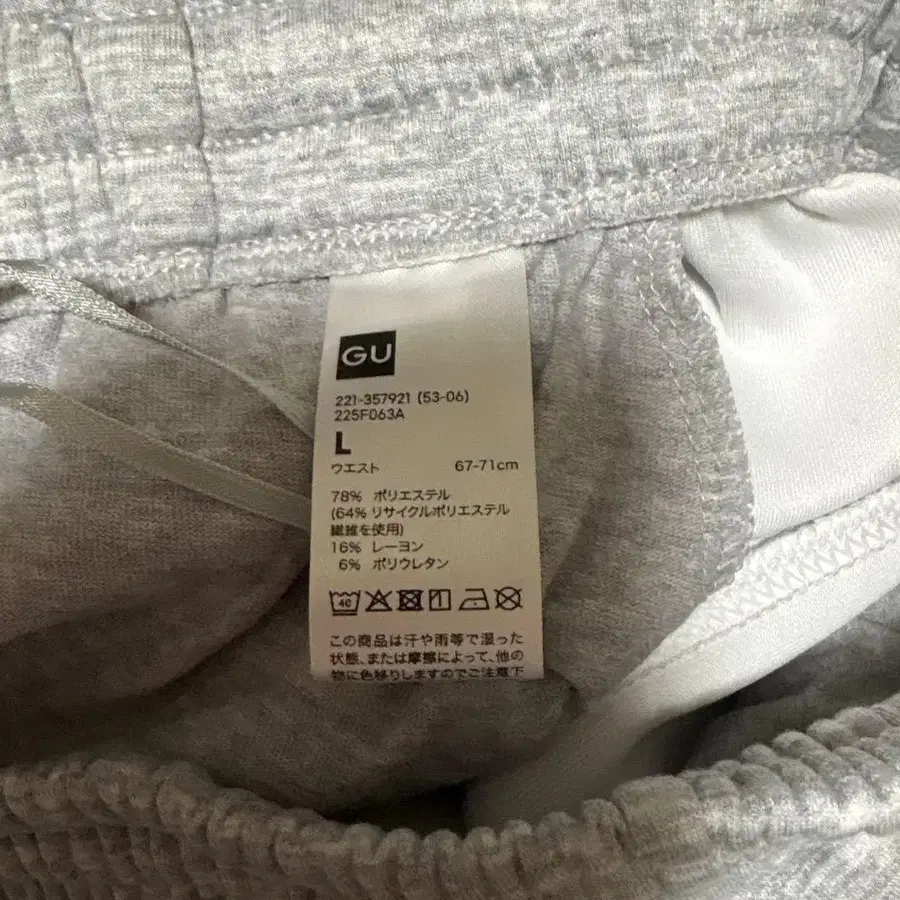 GU
221-357921 (53-06)
225F063A
L
ウエスト 67-71cm
78% ポリエステル
(64% リサイクルポリエステル
繊維を使用)
16% レーヨン
6% ポリウレタン
40
この商品は汗や雨等で湿った
状態、または摩擦によって、他の
物に色移りしますのでご注意下